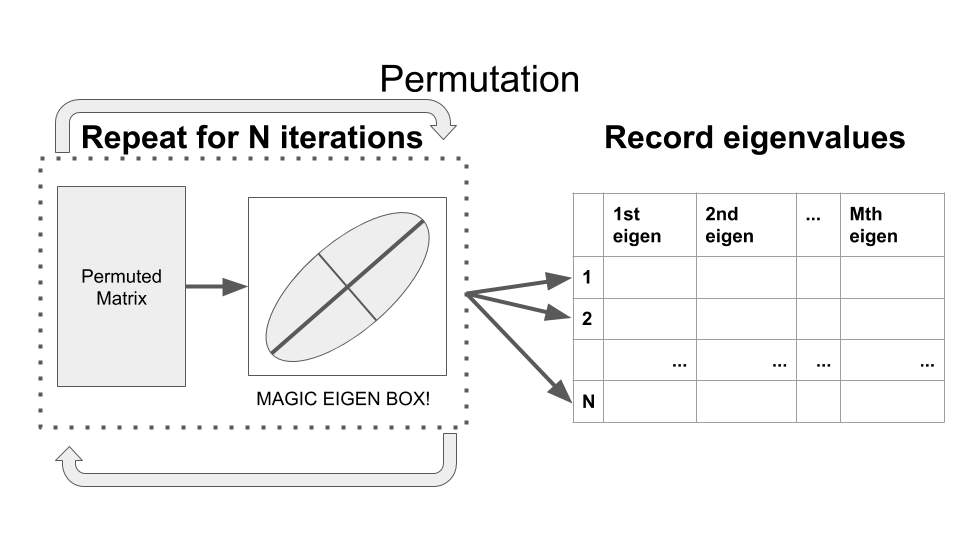 Permutation
Repeat for N iterations
Record eigenvalues
Permuted
Matrix
MAGIC EIGEN BOX!
1st
eigen
2nd
eigen
...
Mth
eigen
1
2
... ... ... ...
N